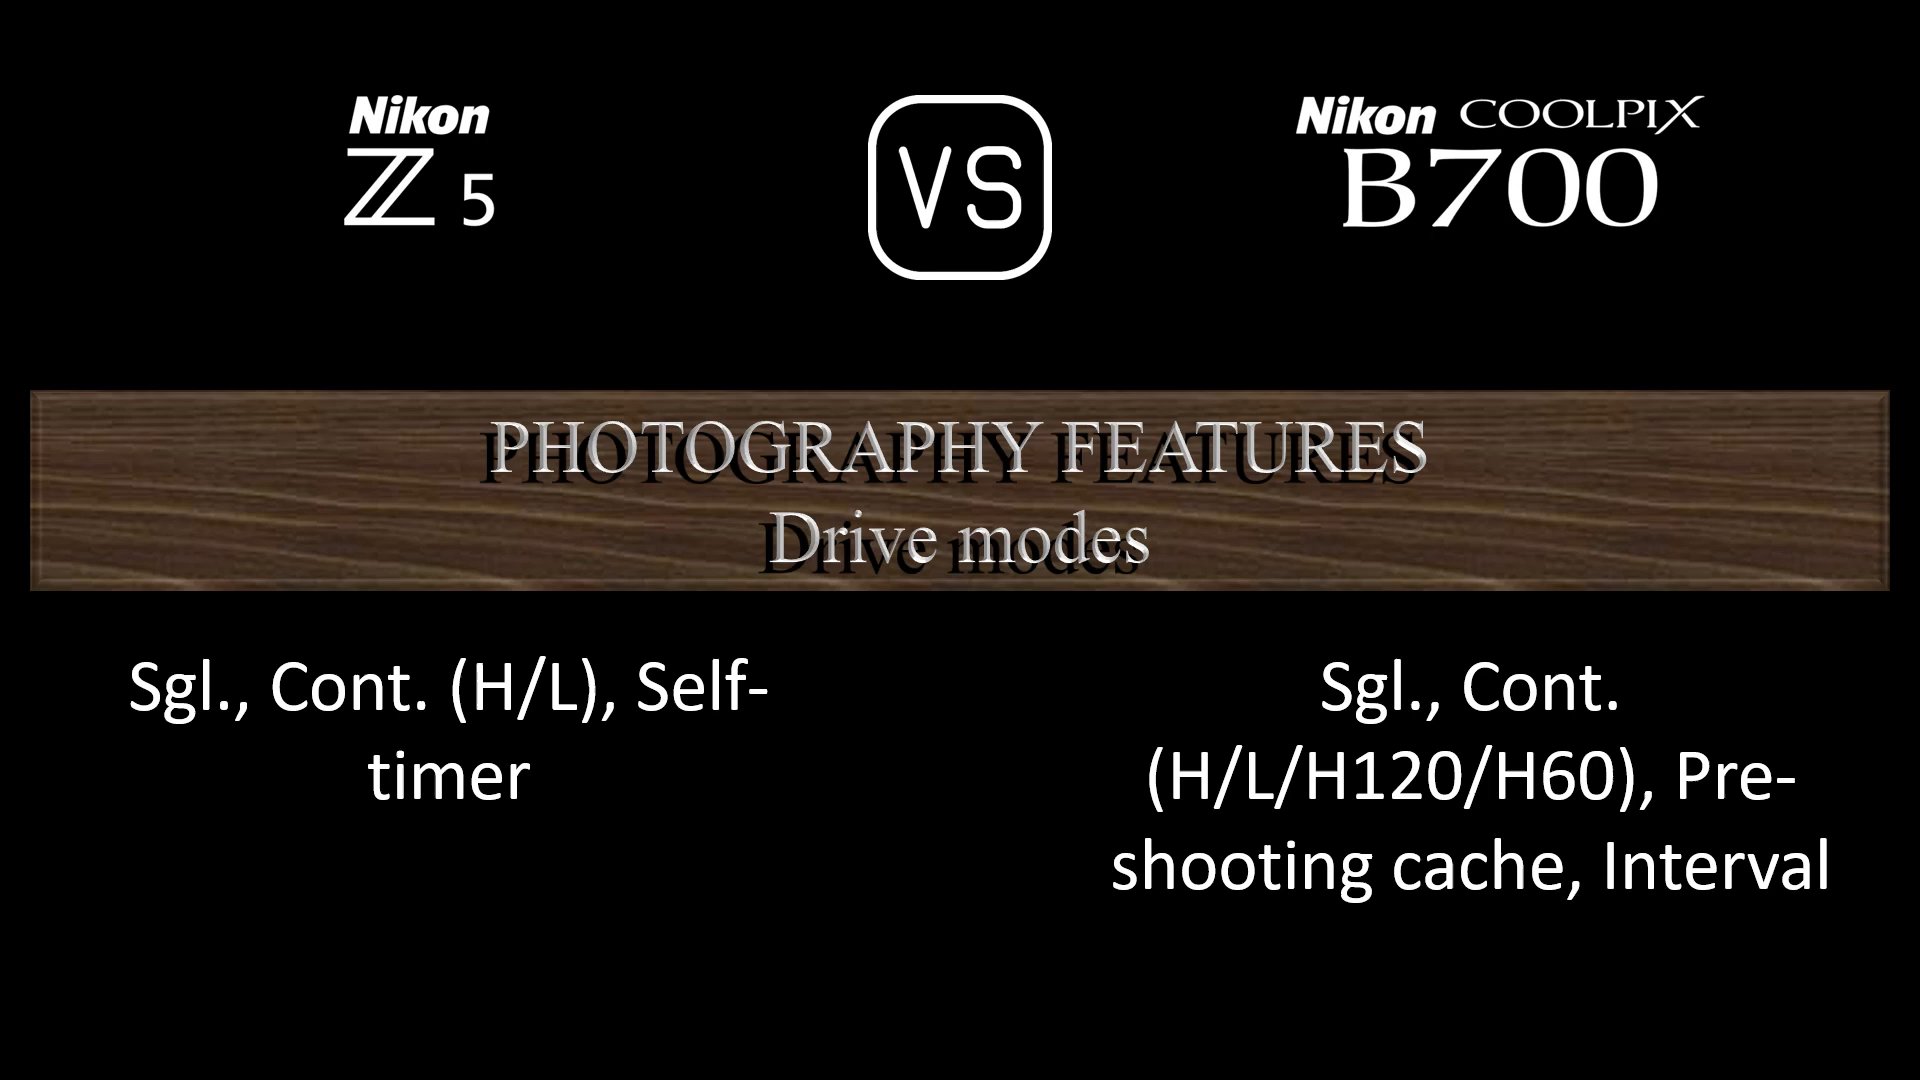 Nikon
Z 5
VS
Nikon COOLPIX
B700
PHOTOGRAPHY FEATURES
Drive modes
Sgl., Cont. (H/L), Self-
timer
Sgl., Cont.
(H/L/H120/H60), Pre-
shooting cache, Interval